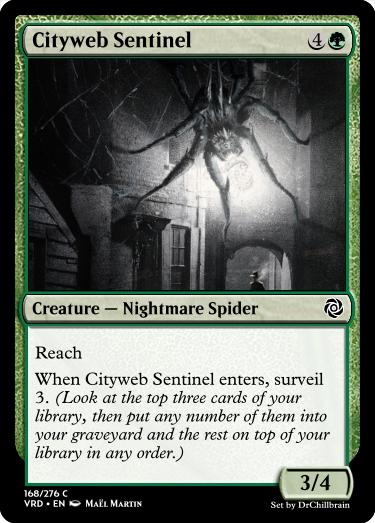 Cityweb Sentinel 4
Creature — Nightmare Spider
Reach
When Cityweb Sentinel enters, surveil
3. (Look at the top three cards of your
library, then put any number of them into
your graveyard and the rest on top of your
library in any order.)
3/4
168/276 C
VRD • EN Maël Martin
Set by DrChillbrain